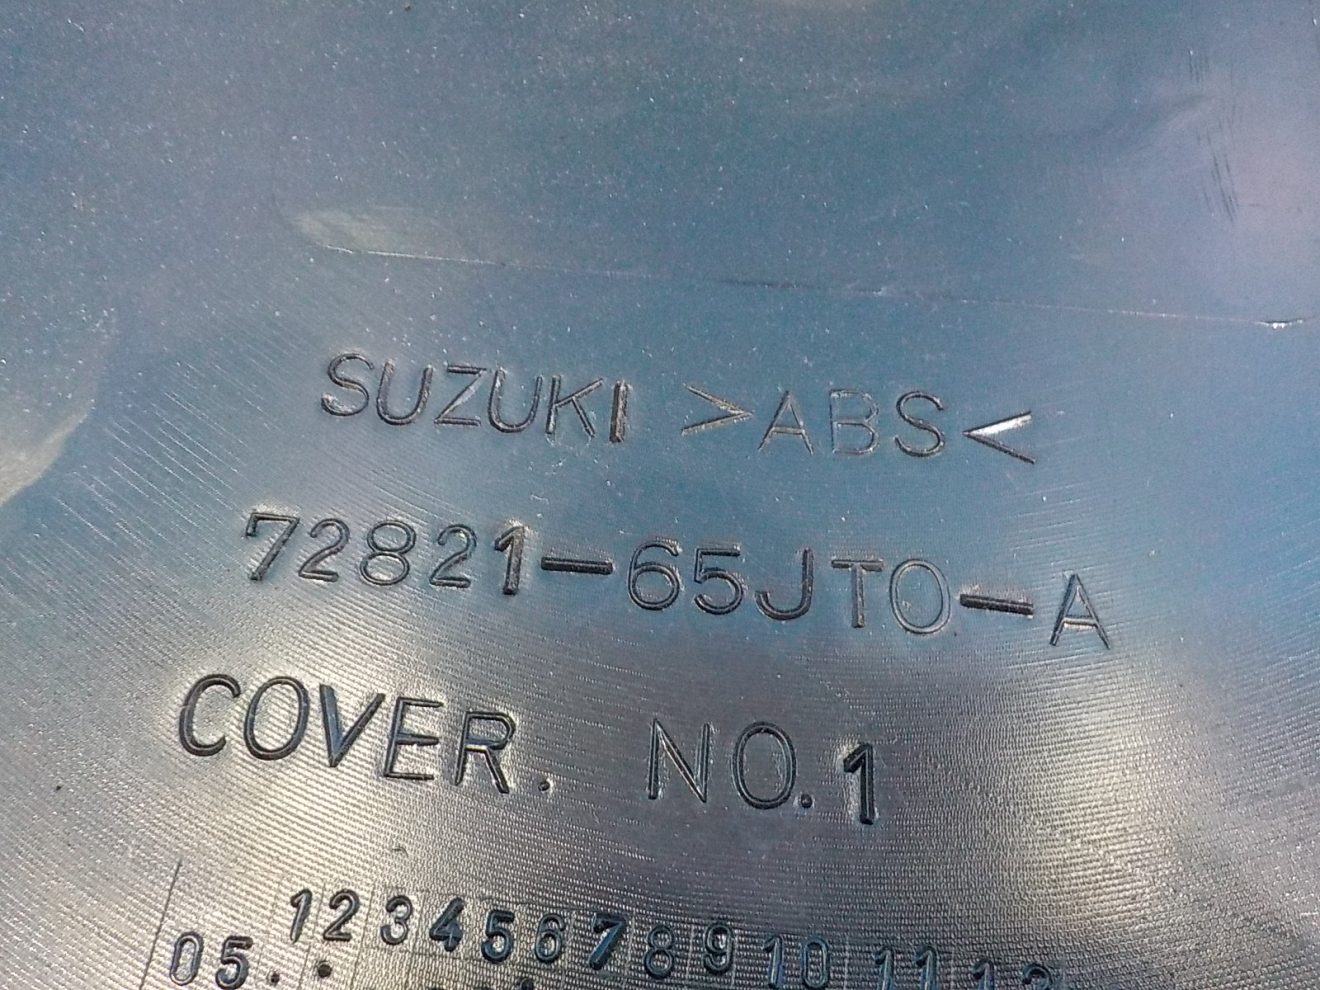 SUZUKI >ABS<
72821-65JT0-A
COVER. NO.1
1 2 3 4 5 6 7 8 9 10 11 12
05.